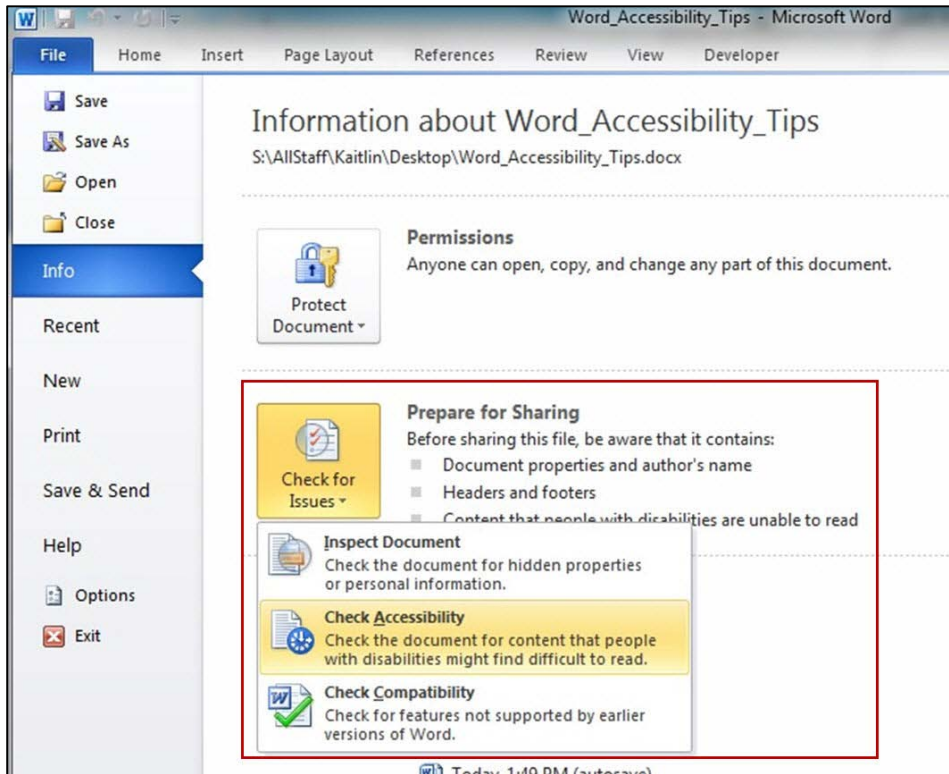 Word_Accessibility_Tips - Microsoft Word
File Home Insert Page Layout References Review View Developer
Save
Save As
Open
Close
Info
Recent
New
Print
Save & Send
Help
Options
Exit
Information about Word_Accessibility_Tips
S:\AllStaff\Kaitlin\Desktop\Word_Accessibility_Tips.docx
Protect
Document
Permissions
Anyone can open, copy, and change any part of this document.
Check for
Issues
Prepare for Sharing
Before sharing this file, be aware that it contains:
Document properties and author's name
Headers and footers
Content that people with disabilities are unable to read
Inspect Document
Check the document for hidden properties
or personal information.
Check Accessibility
Check the document for content that people
with disabilities might find difficult to read.
Check Compatibility
Check for features not supported by earlier
versions of Word.
Today, 1:49 PM (autosave)